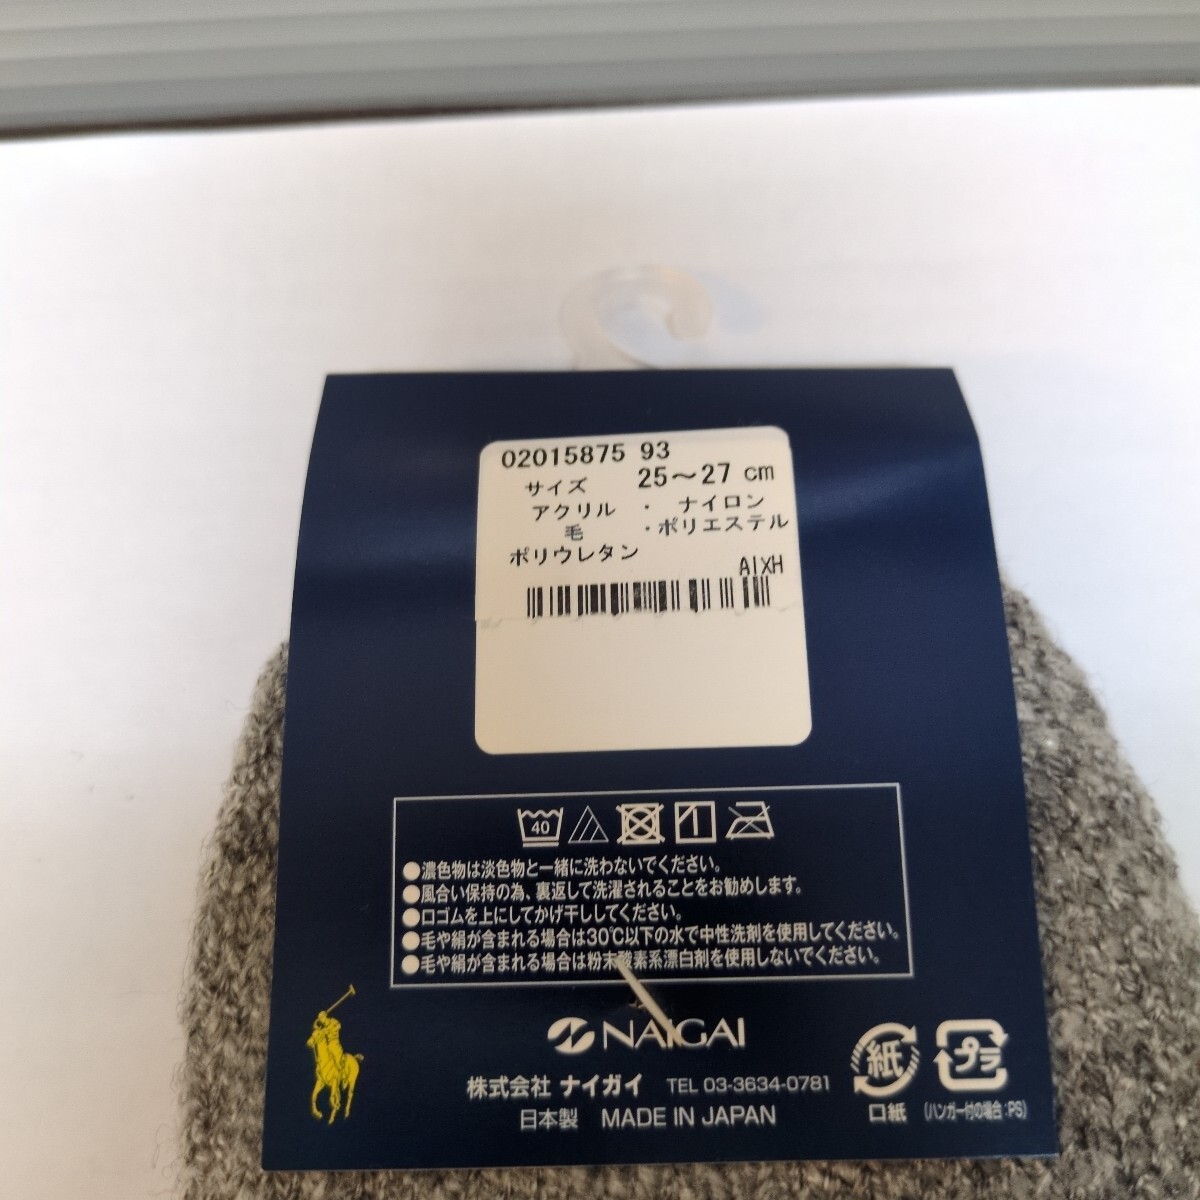 02015875 93
サイズ 25～27 cm
アクリル ・ ナイロン
毛 ・ポリエステル
ポリウレタン
AIXH
40
●濃色物は淡色物と一緒に洗わないでください。
●風合い保持の為、裏返して洗濯されることをお勧めします。
●口ゴムを上にしてかげ干ししてください。
●毛や絹が含まれる場合は30℃以下の水で中性洗剤を使用してください。
●毛や絹が含まれる場合は粉末酸素系漂白剤を使用しないでください。
NAIGAI
株式会社 ナイガイ TEL 03-3634-0781
日本製 MADE IN JAPAN
紙
口紙
プラ
(ハンガー付の場合:PS)